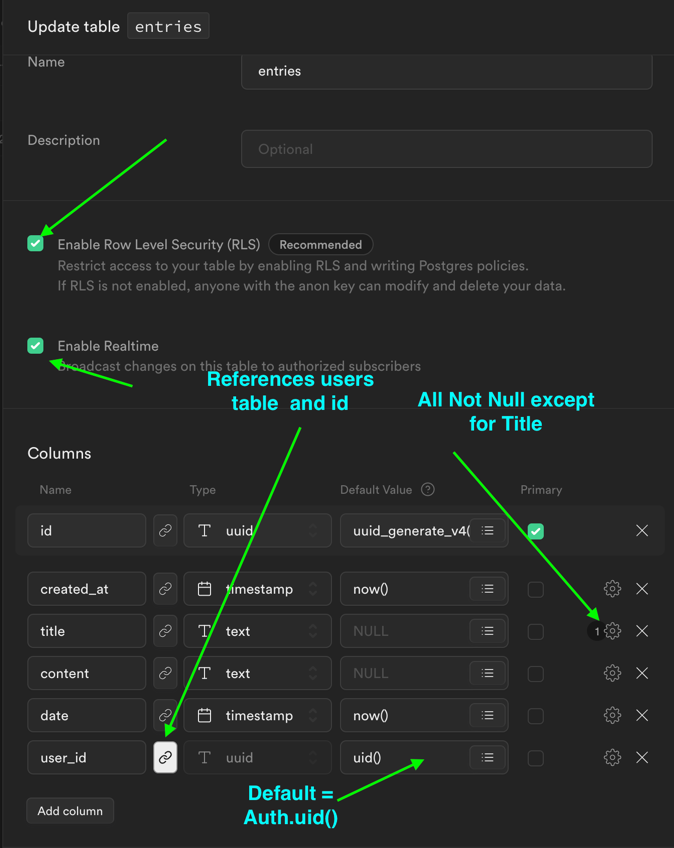 Update table entries
Name
entries
Description
Optional
Enable Row Level Security (RLS) Recommended
Restrict access to your table by enabling RLS and writing Postgres policies.
If RLS is not enabled, anyone with the anon key can modify and delete your data.
Enable Realtime
Broadcast changes on this table to authorized subscribers
References users
table and id
All Not Null except
for Title
Columns
Name Type Default Value ? Primary
id T uuid uuid_generate_v4(
created_at timestamp now()
title T text NULL 1
content T text NULL
date timestamp now()
user_id T uuid uid()
Default =
Auth.uid()
Add column